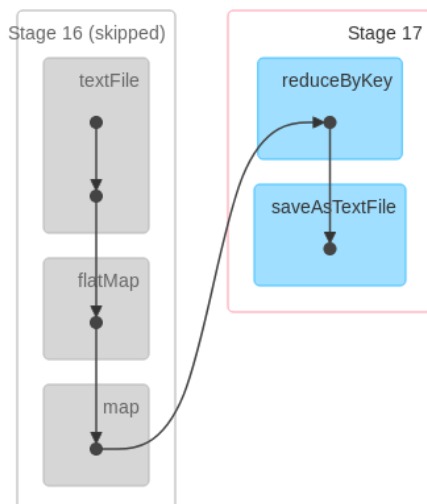 Stage 16 (skipped)
textFile
flatMap
map
Stage 17
reduceByKey
saveAsTextFile